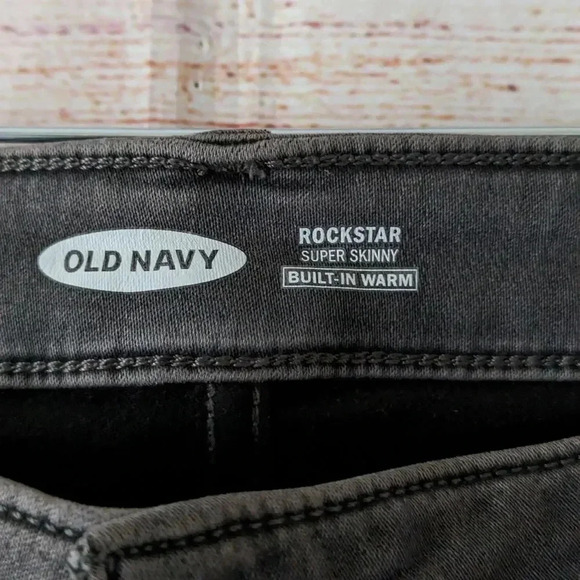 OLD NAVY
ROCKSTAR
SUPER SKINNY
BUILT-IN WARM